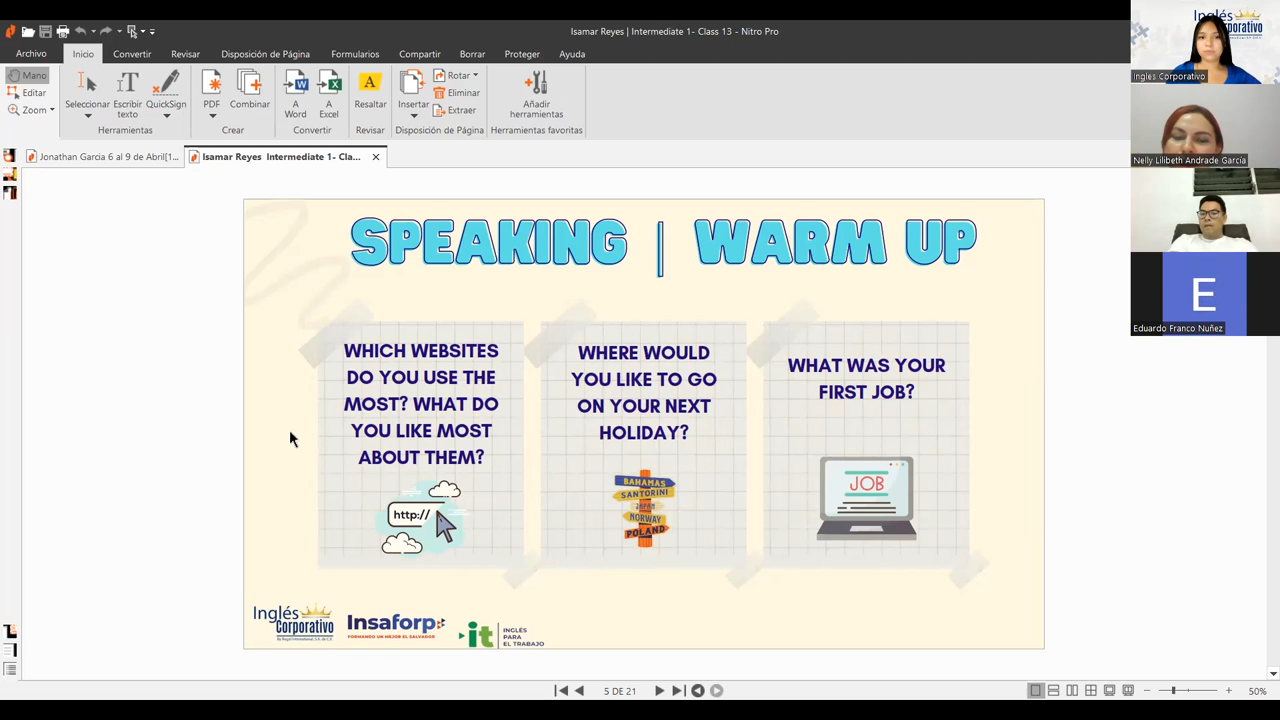 Isamar Reyes | Intermediate 1- Class 13 - Nitro Pro
Archivo Inicio Convertir Revisar Disposición de Página Formularios Compartir Borrar Proteger Ayuda
Mano
Editar
Zoom
Seleccionar
Escribir texto
QuickSign
Herramientas
PDF
Combinar
Crear
A Word
A Excel
Convertir
Resaltar
Revisar
Insertar
Rotar
Eliminar
Extraer
Disposición de Página
Añadir herramientas
Herramientas favoritas
Jonathan Garcia 6 al 9 de Abril[1...
Isamar Reyes Intermediate 1- Cla...
SPEAKING | WARM UP
WHICH WEBSITES
DO YOU USE THE
MOST? WHAT DO
YOU LIKE MOST
ABOUT THEM?
http://
WHERE WOULD
YOU LIKE TO GO
ON YOUR NEXT
HOLIDAY?
BAHAMAS
SANTORINI
JAPAN
NORWAY
POLAND
WHAT WAS YOUR
FIRST JOB?
JOB
Inglés
Corporativo
Insaforp
FORMANDO UN MEJOR EL SALVADOR
it
INGLÉS
PARA
EL TRABAJO
5 DE 21
50%
Inglés
Corporativo
Ingles Corporativo
Nelly Lilibeth Andrade García
E
Eduardo Franco Nuñez